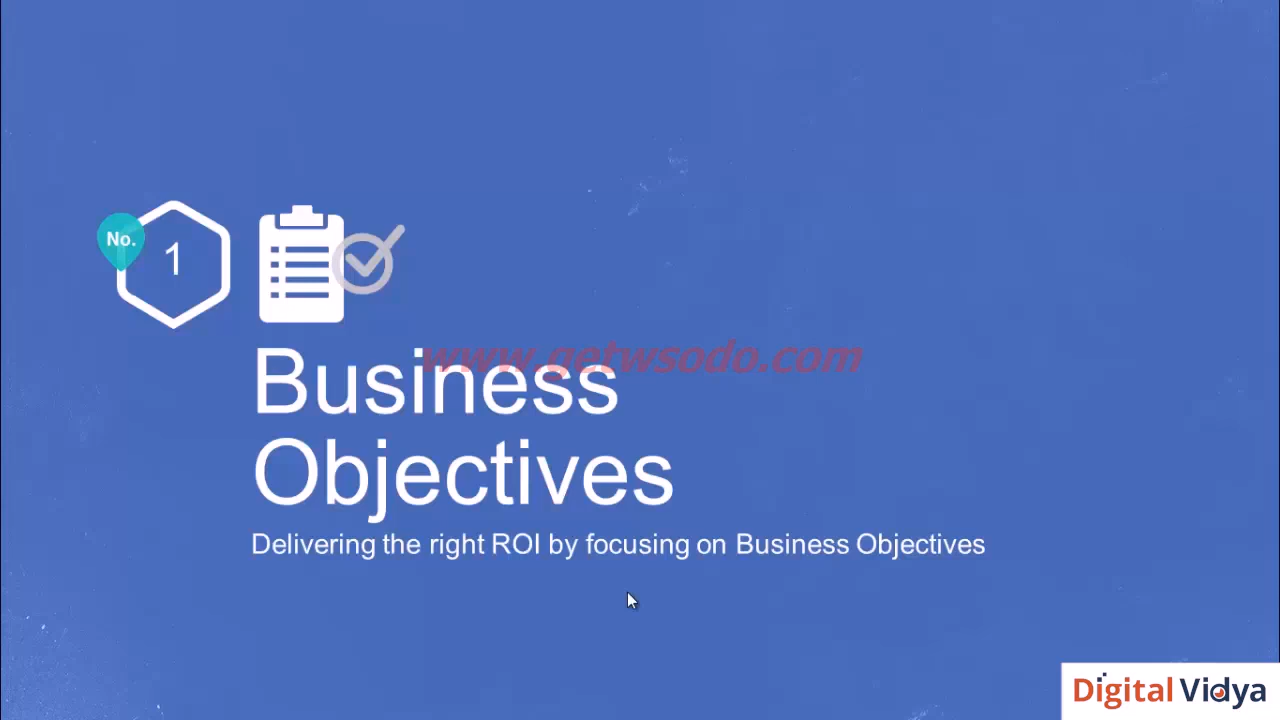 No.
1
www.getwsodo.com
Business
Objectives
Delivering the right ROI by focusing on Business Objectives
Digital Vidya